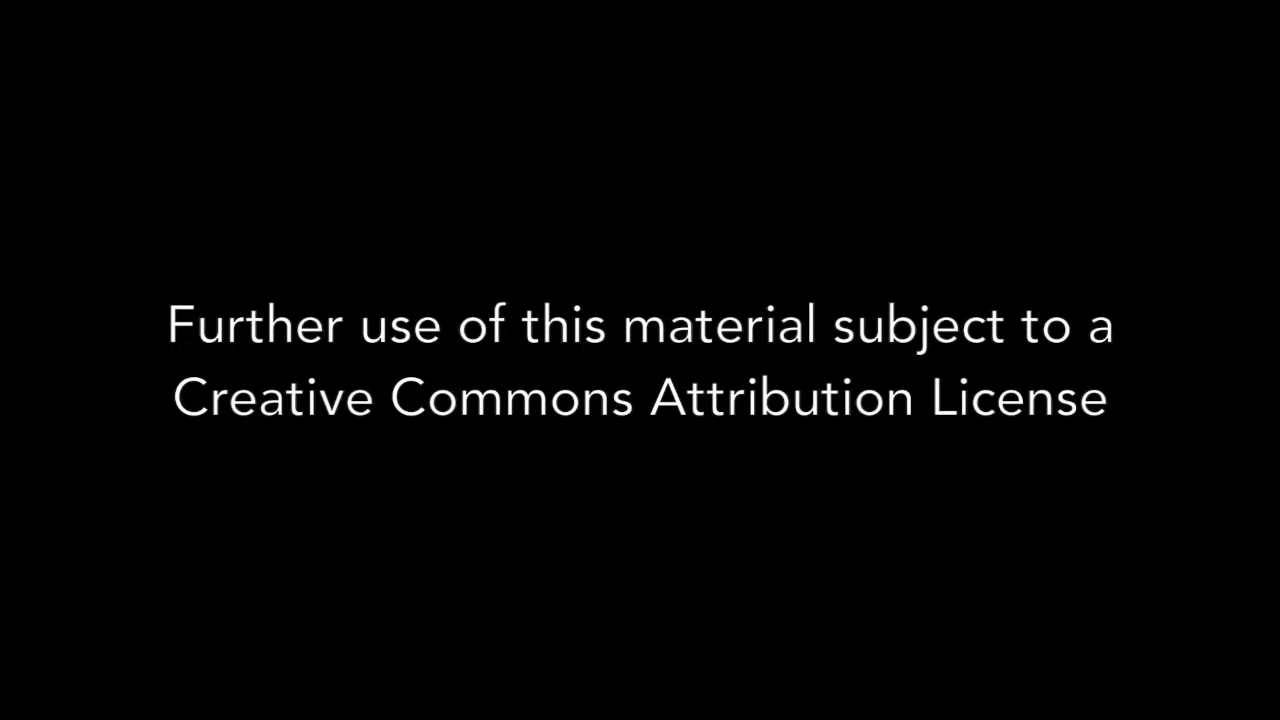 Further use of this material subject to a
Creative Commons Attribution License